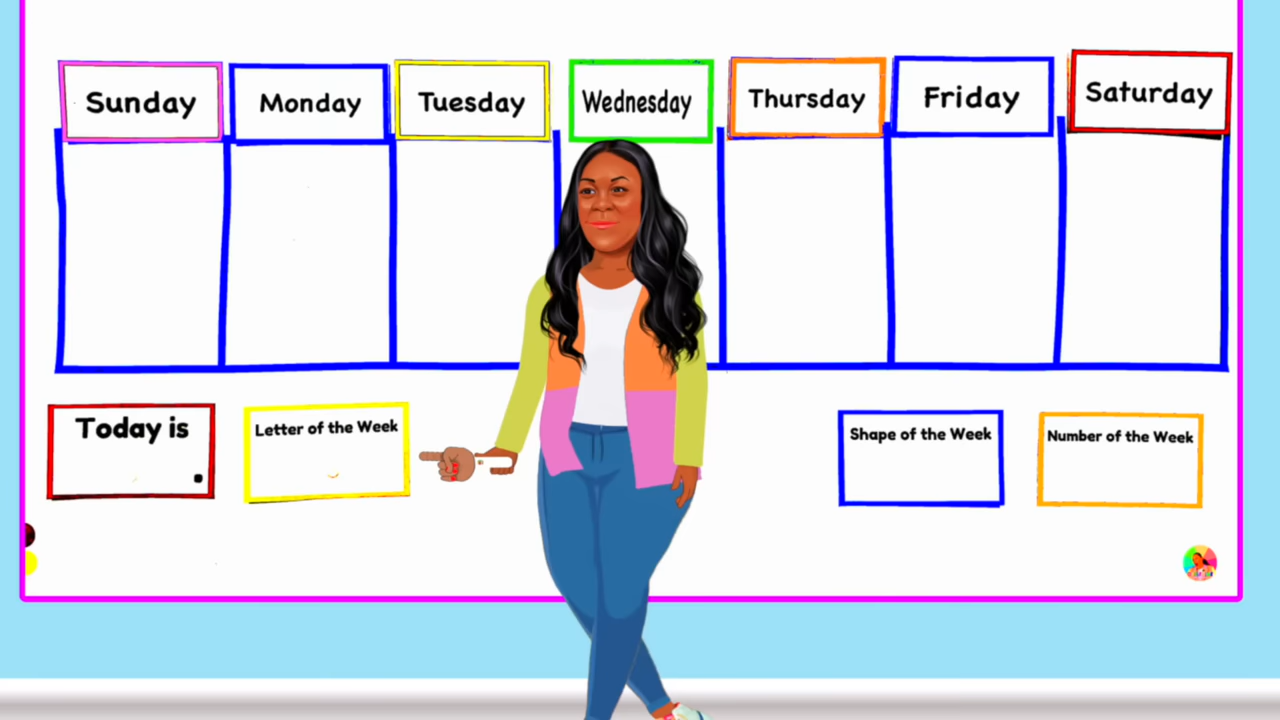 Sunday Monday Tuesday Wednesday Thursday Friday Saturday
Today is
Letter of the Week
Shape of the Week
Number of the Week